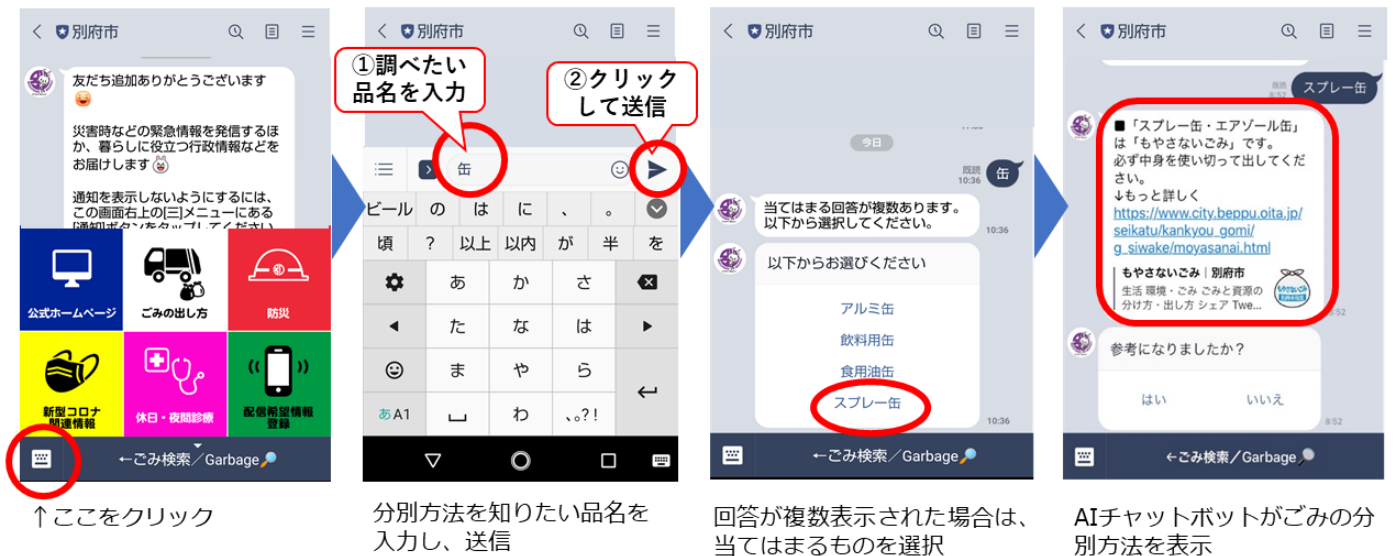 別府市
友だち追加ありがとうござい
ます
災害時などの緊急情報を発信するほ
か、暮らしに役立つ行政情報などを
お届けします
通知を表示しないようにするには、
この画面右上の[三]メニューにある
[通知]ボタンをタップしてください
公式ホームページ
ごみの出し方
防災
新型コロナ
関連情報
休日・夜間診療
配信希望情報
登録
←ごみ検索／Garbage
↑ここをクリック
別府市
①調べたい
品名を入力
②クリック
して送信
缶
ビール の は に 、 。
頃 ? 以上 以内 が 半 を
あ か さ
た な は
ま や ら
あA1 わ 、。?!
分別方法を知りたい品名を
入力し、送信
別府市
今日
既読
10:36
缶
当てはまる回答が複数あります。
以下から選択してください。
10:36
以下からお選びください
アルミ缶
飲料用缶
食用油缶
スプレー缶
10:36
←ごみ検索／Garbage
回答が複数表示された場合は、
当てはまるものを選択
別府市
既読
8:52
スプレー缶
■「スプレー缶・エアゾール缶」
は「もやさないごみ」です。
必ず中身を使い切って出してくだ
さい。
↓もっと詳しく
https://www.city.beppu.oita.jp/
seikatu/kankyou_gomi/
g_siwake/moyasanai.html
もやさないごみ｜別府市
生活 環境・ごみ ごみと資源の
分け方・出し方 シェア Twe...
8:52
参考になりましたか？
はい いいえ
8:52
←ごみ検索／Garbage
AIチャットボットがごみの分
別方法を表示